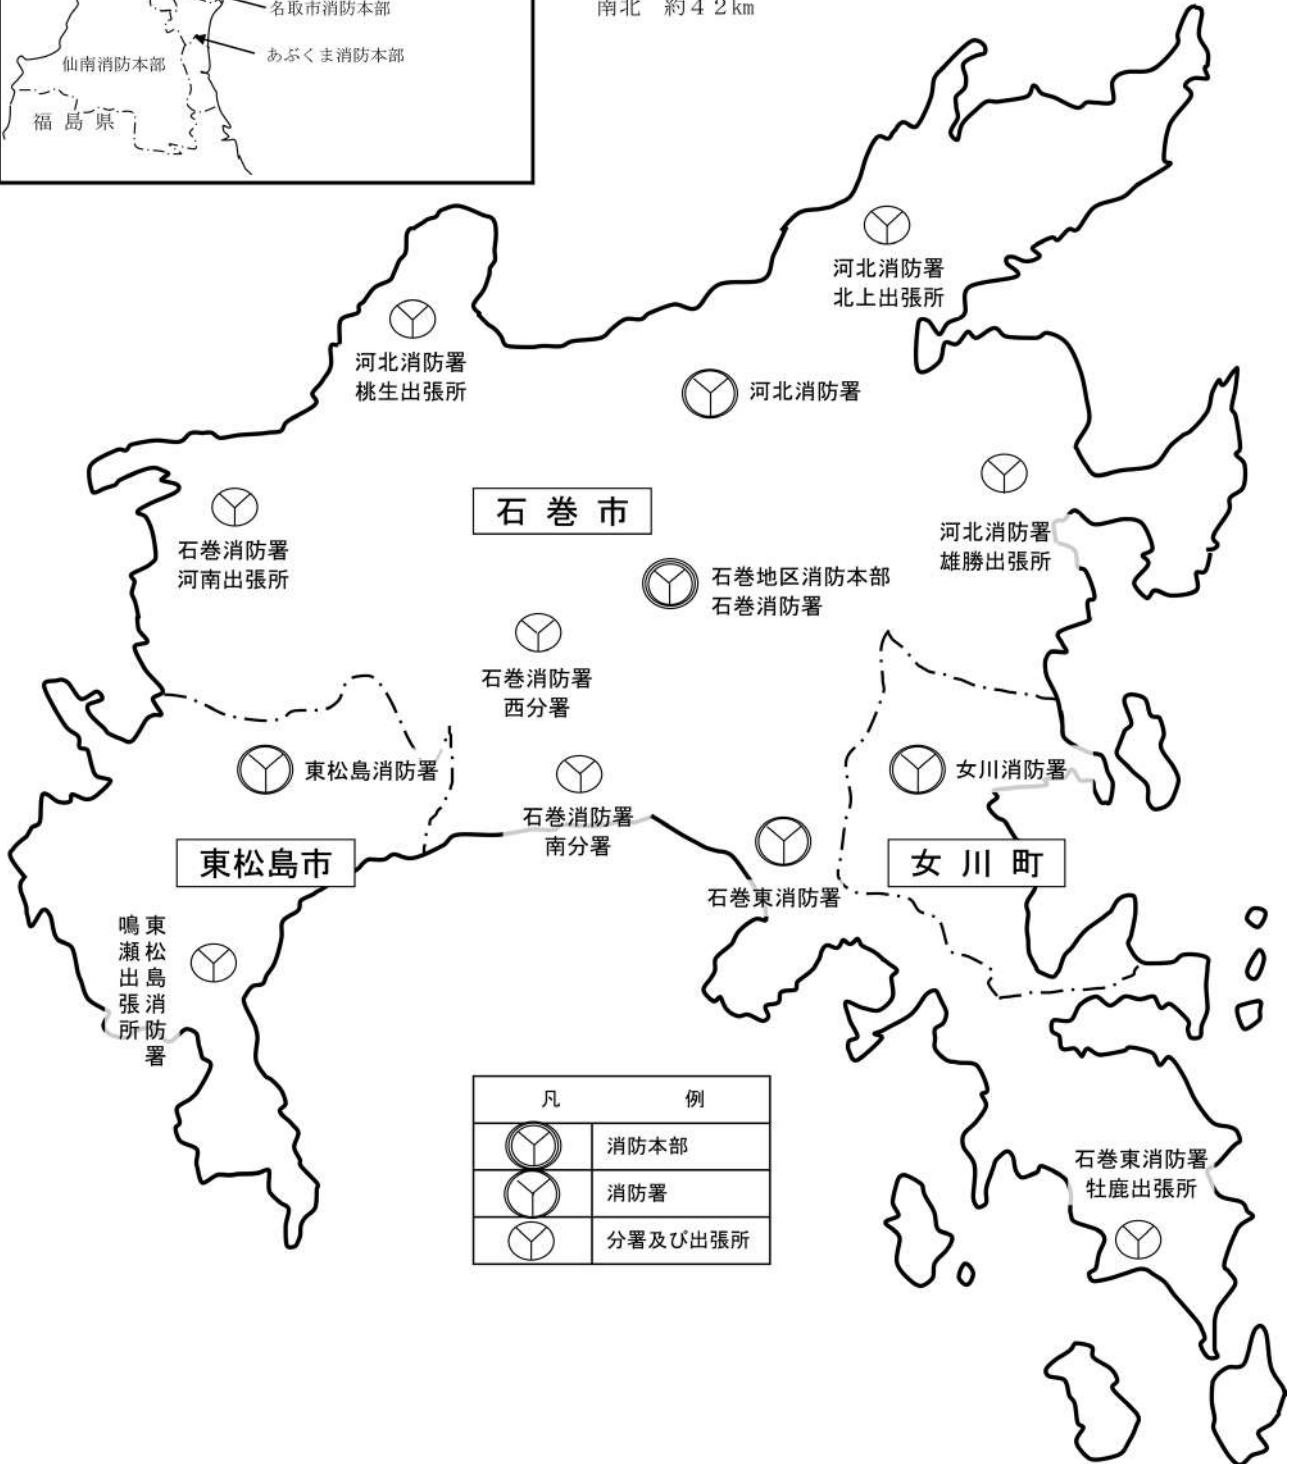 名取市消防本部
南北　約４２km
あぶくま消防本部
仙南消防本部
福 島 県
河北消防署
北上出張所
河北消防署
桃生出張所
河北消防署
石 巻 市
石巻消防署
河南出張所
河北消防署
雄勝出張所
石巻地区消防本部
石巻消防署
石巻消防署
西分署
東松島消防署
女川消防署
石巻消防署
南分署
東松島市
女 川 町
石巻東消防署
東松島消防署
鳴瀬出張所
凡 例
消防本部
消防署
分署及び出張所
石巻東消防署
牡鹿出張所